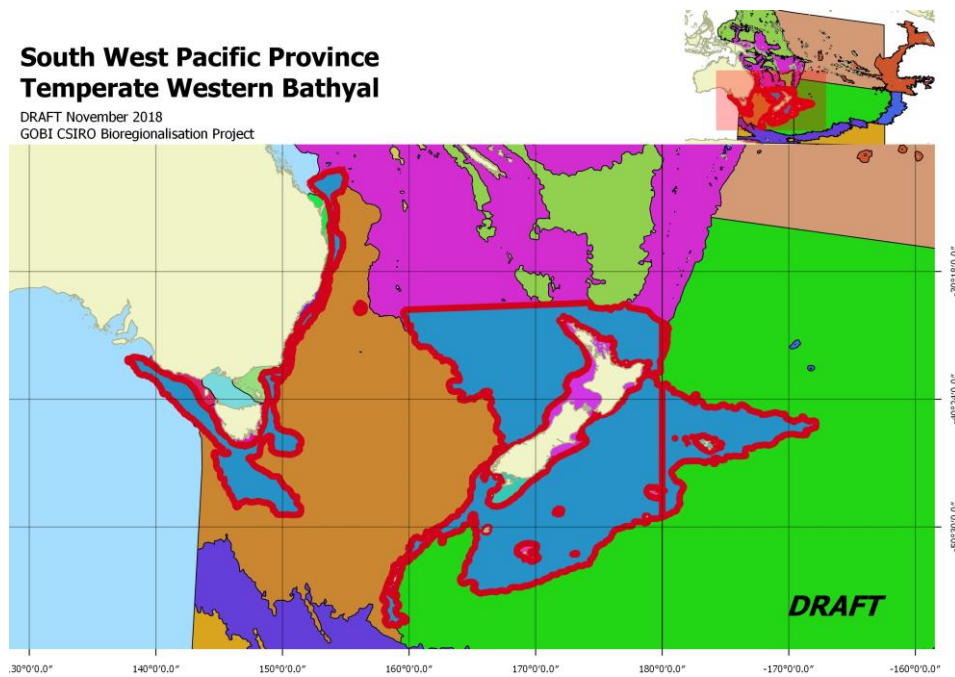 South West Pacific Province
Temperate Western Bathyal
DRAFT November 2018
GOBI CSIRO Bioregionalisation Project
DRAFT
140°0'0.0"
150°0'0.0"
160°0'0.0"
170°0'0.0"
180°0'0.0"
-170°0'0.0"
-160°0'0.0"